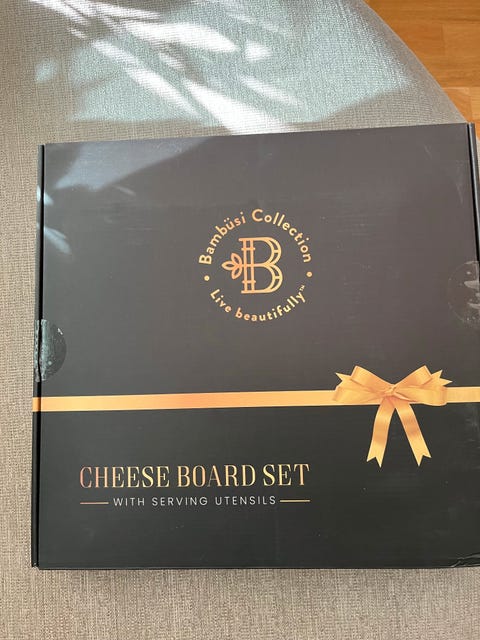 Bambüsi Collection
B
Live beautifully™
CHEESE BOARD SET
WITH SERVING UTENSILS